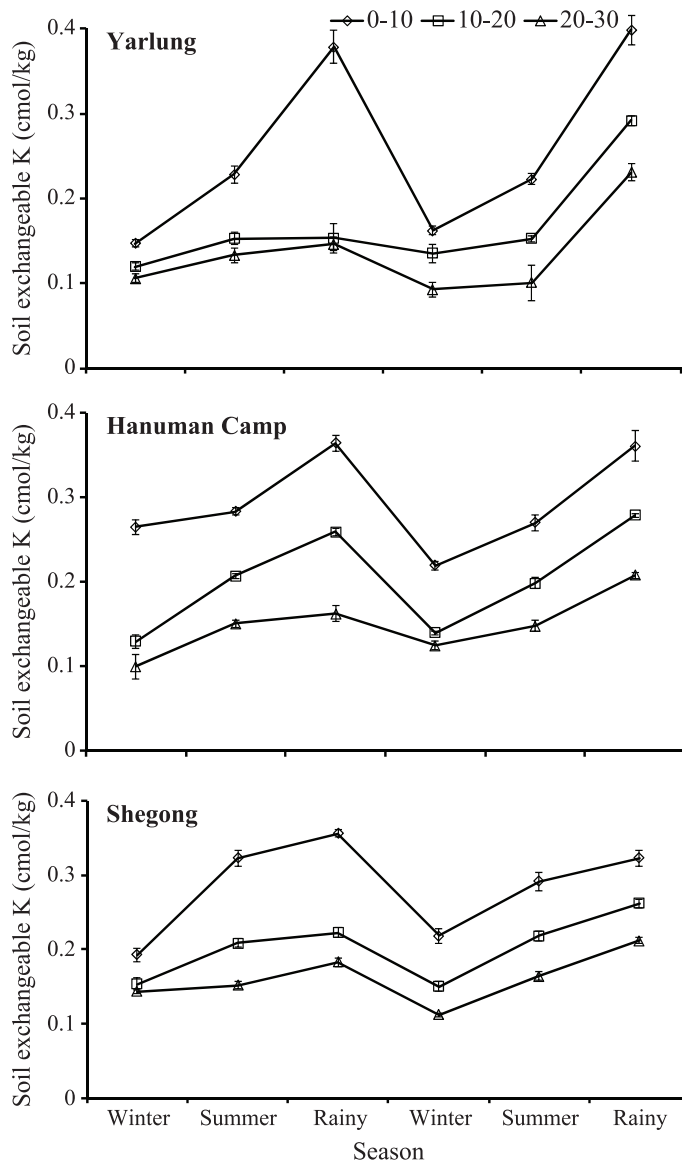 0-10 10-20 20-30
Yarlung
Soil exchangeable K (cmol/kg)
0.4
0.3
0.2
0.1
0
Hanuman Camp
Soil exchangeable K (cmol/kg)
0.4
0.3
0.2
0.1
0
Shegong
Soil exchangeable K (cmol/kg)
0.4
0.3
0.2
0.1
0
Winter Summer Rainy Winter Summer Rainy
Season